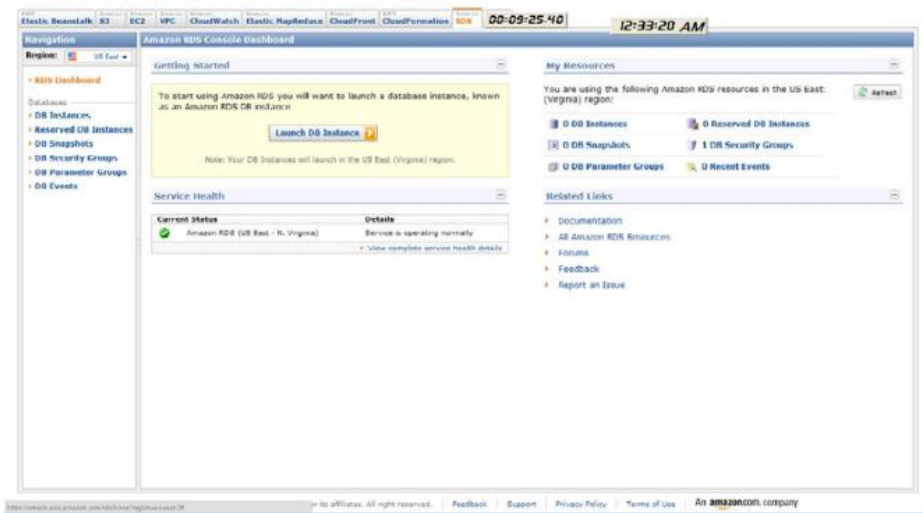 Elastic Beanstalk S3 EC2 VPC CloudWatch Elastic MapReduce CloudFront CloudFormation RDS
00:09:25.40
12:33:20 AM
Navigation
Region: US East
RDS Dashboard
Databases
DB Instances
Reserved DB Instances
DB Snapshots
DB Security Groups
DB Parameter Groups
DB Events
Amazon RDS Console Dashboard
Getting Started
To start using Amazon RDS you will want to launch a database instance, known
as an Amazon RDS DB instance
Launch DB Instance
Note: Your DB Instances will launch in the US East (Virginia) region.
Service Health
Current Status Details
Amazon RDS (US East - N. Virginia) Service is operating normally
View complete service health details
My Resources
You are using the following Amazon RDS resources in the US East
(Virginia) region:
Refresh
0 DB Instances 0 Reserved DB Instances
0 DB Snapshots 1 DB Security Groups
0 DB Parameter Groups 0 Recent Events
Related Links
Documentation
All Amazon RDS Resources
Forums
Feedback
Report an Issue
or its affiliates. All right reserved. Feedback Support Privacy Policy Terms of Use An amazon.com. company